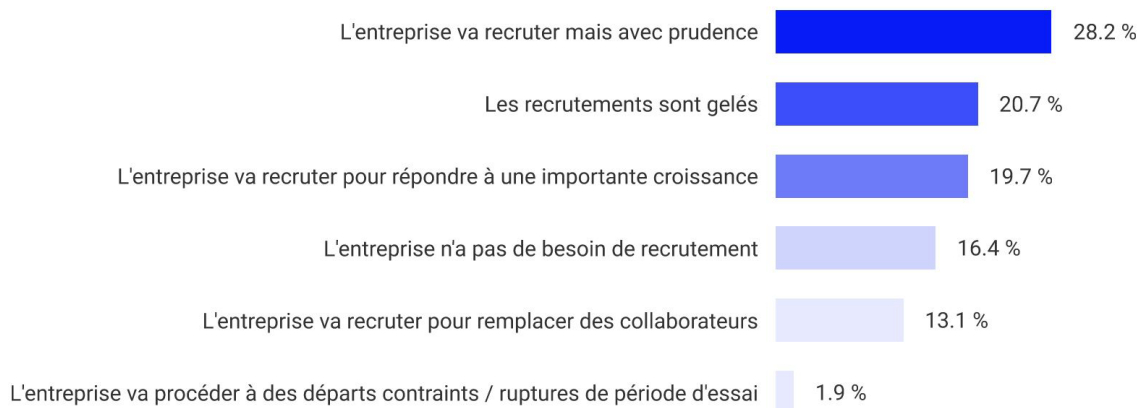 L'entreprise va recruter mais avec prudence 28.2 %
Les recrutements sont gelés 20.7 %
L'entreprise va recruter pour répondre à une importante croissance 19.7 %
L'entreprise n'a pas de besoin de recrutement 16.4 %
L'entreprise va recruter pour remplacer des collaborateurs 13.1 %
L'entreprise va procéder à des départs contraints / ruptures de période d'essai 1.9 %